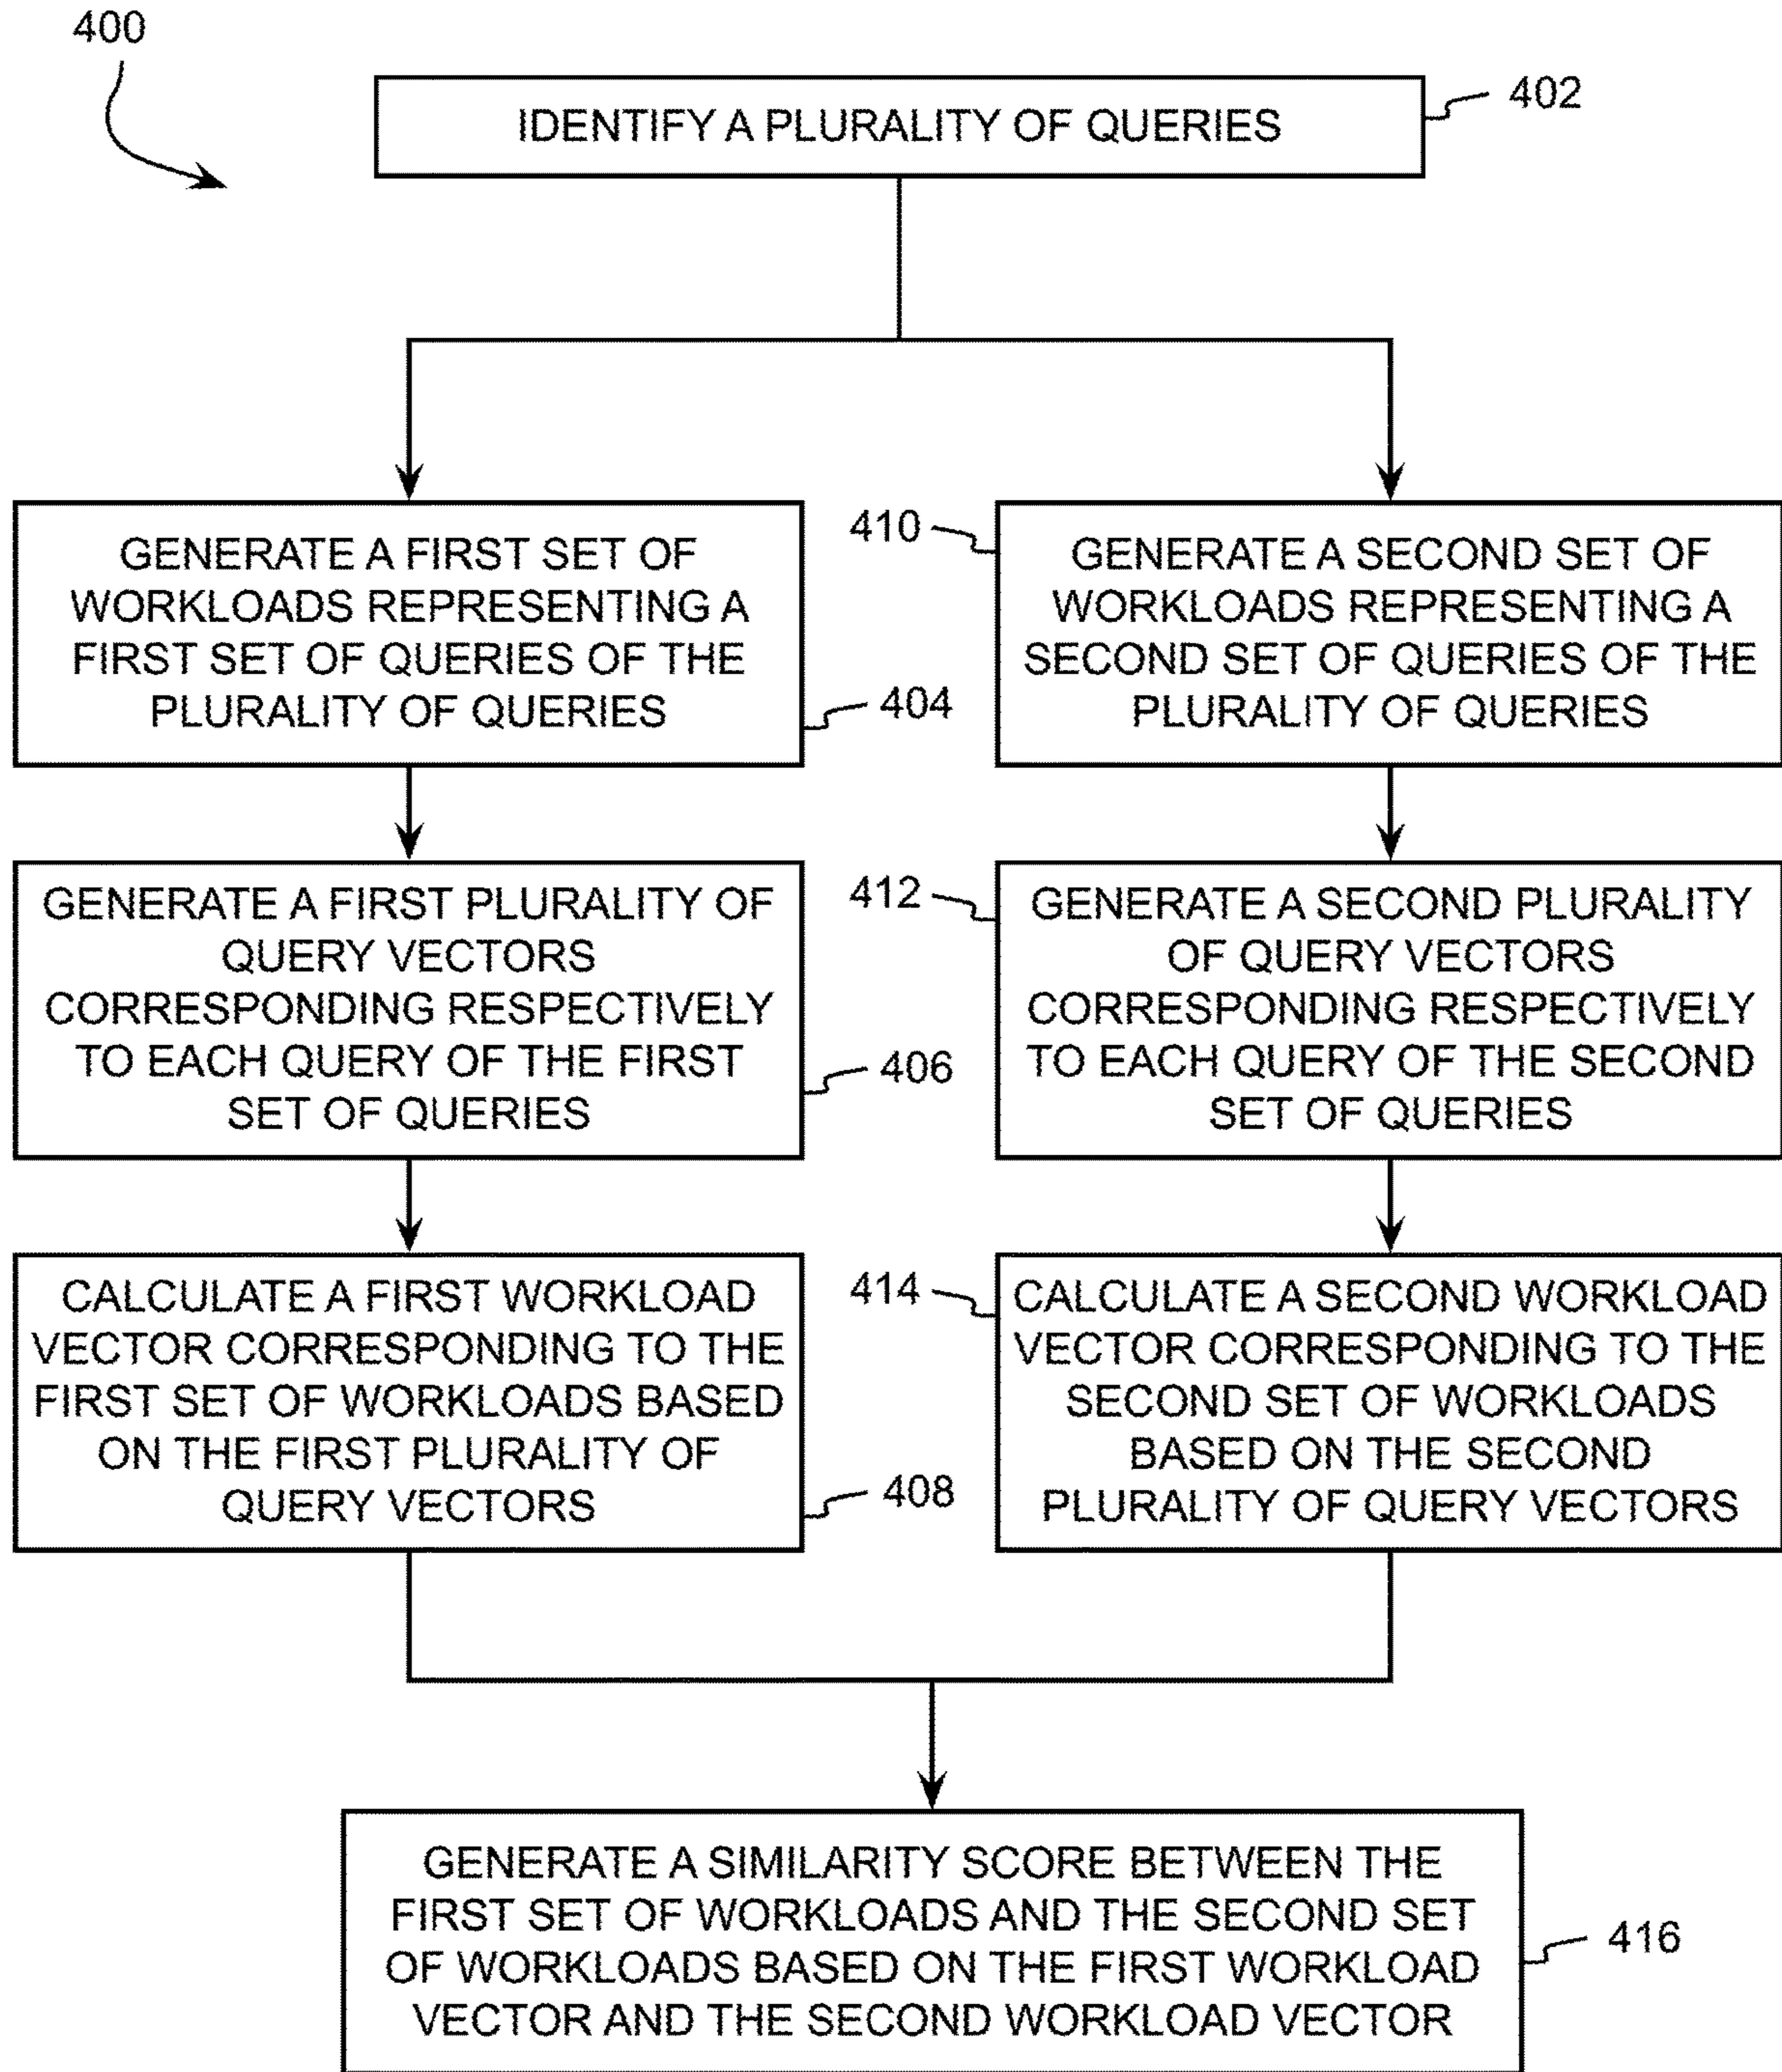 400
IDENTIFY A PLURALITY OF QUERIES
402
GENERATE A FIRST SET OF
WORKLOADS REPRESENTING A
FIRST SET OF QUERIES OF THE
PLURALITY OF QUERIES
404
GENERATE A FIRST PLURALITY OF
QUERY VECTORS
CORRESPONDING RESPECTIVELY
TO EACH QUERY OF THE FIRST
SET OF QUERIES
406
CALCULATE A FIRST WORKLOAD
VECTOR CORRESPONDING TO THE
FIRST SET OF WORKLOADS BASED
ON THE FIRST PLURALITY OF
QUERY VECTORS
408
410
GENERATE A SECOND SET OF
WORKLOADS REPRESENTING A
SECOND SET OF QUERIES OF THE
PLURALITY OF QUERIES
412
GENERATE A SECOND PLURALITY
OF QUERY VECTORS
CORRESPONDING RESPECTIVELY
TO EACH QUERY OF THE SECOND
SET OF QUERIES
414
CALCULATE A SECOND WORKLOAD
VECTOR CORRESPONDING TO THE
SECOND SET OF WORKLOADS
BASED ON THE SECOND
PLURALITY OF QUERY VECTORS
GENERATE A SIMILARITY SCORE BETWEEN THE
FIRST SET OF WORKLOADS AND THE SECOND SET
OF WORKLOADS BASED ON THE FIRST WORKLOAD
VECTOR AND THE SECOND WORKLOAD VECTOR
416